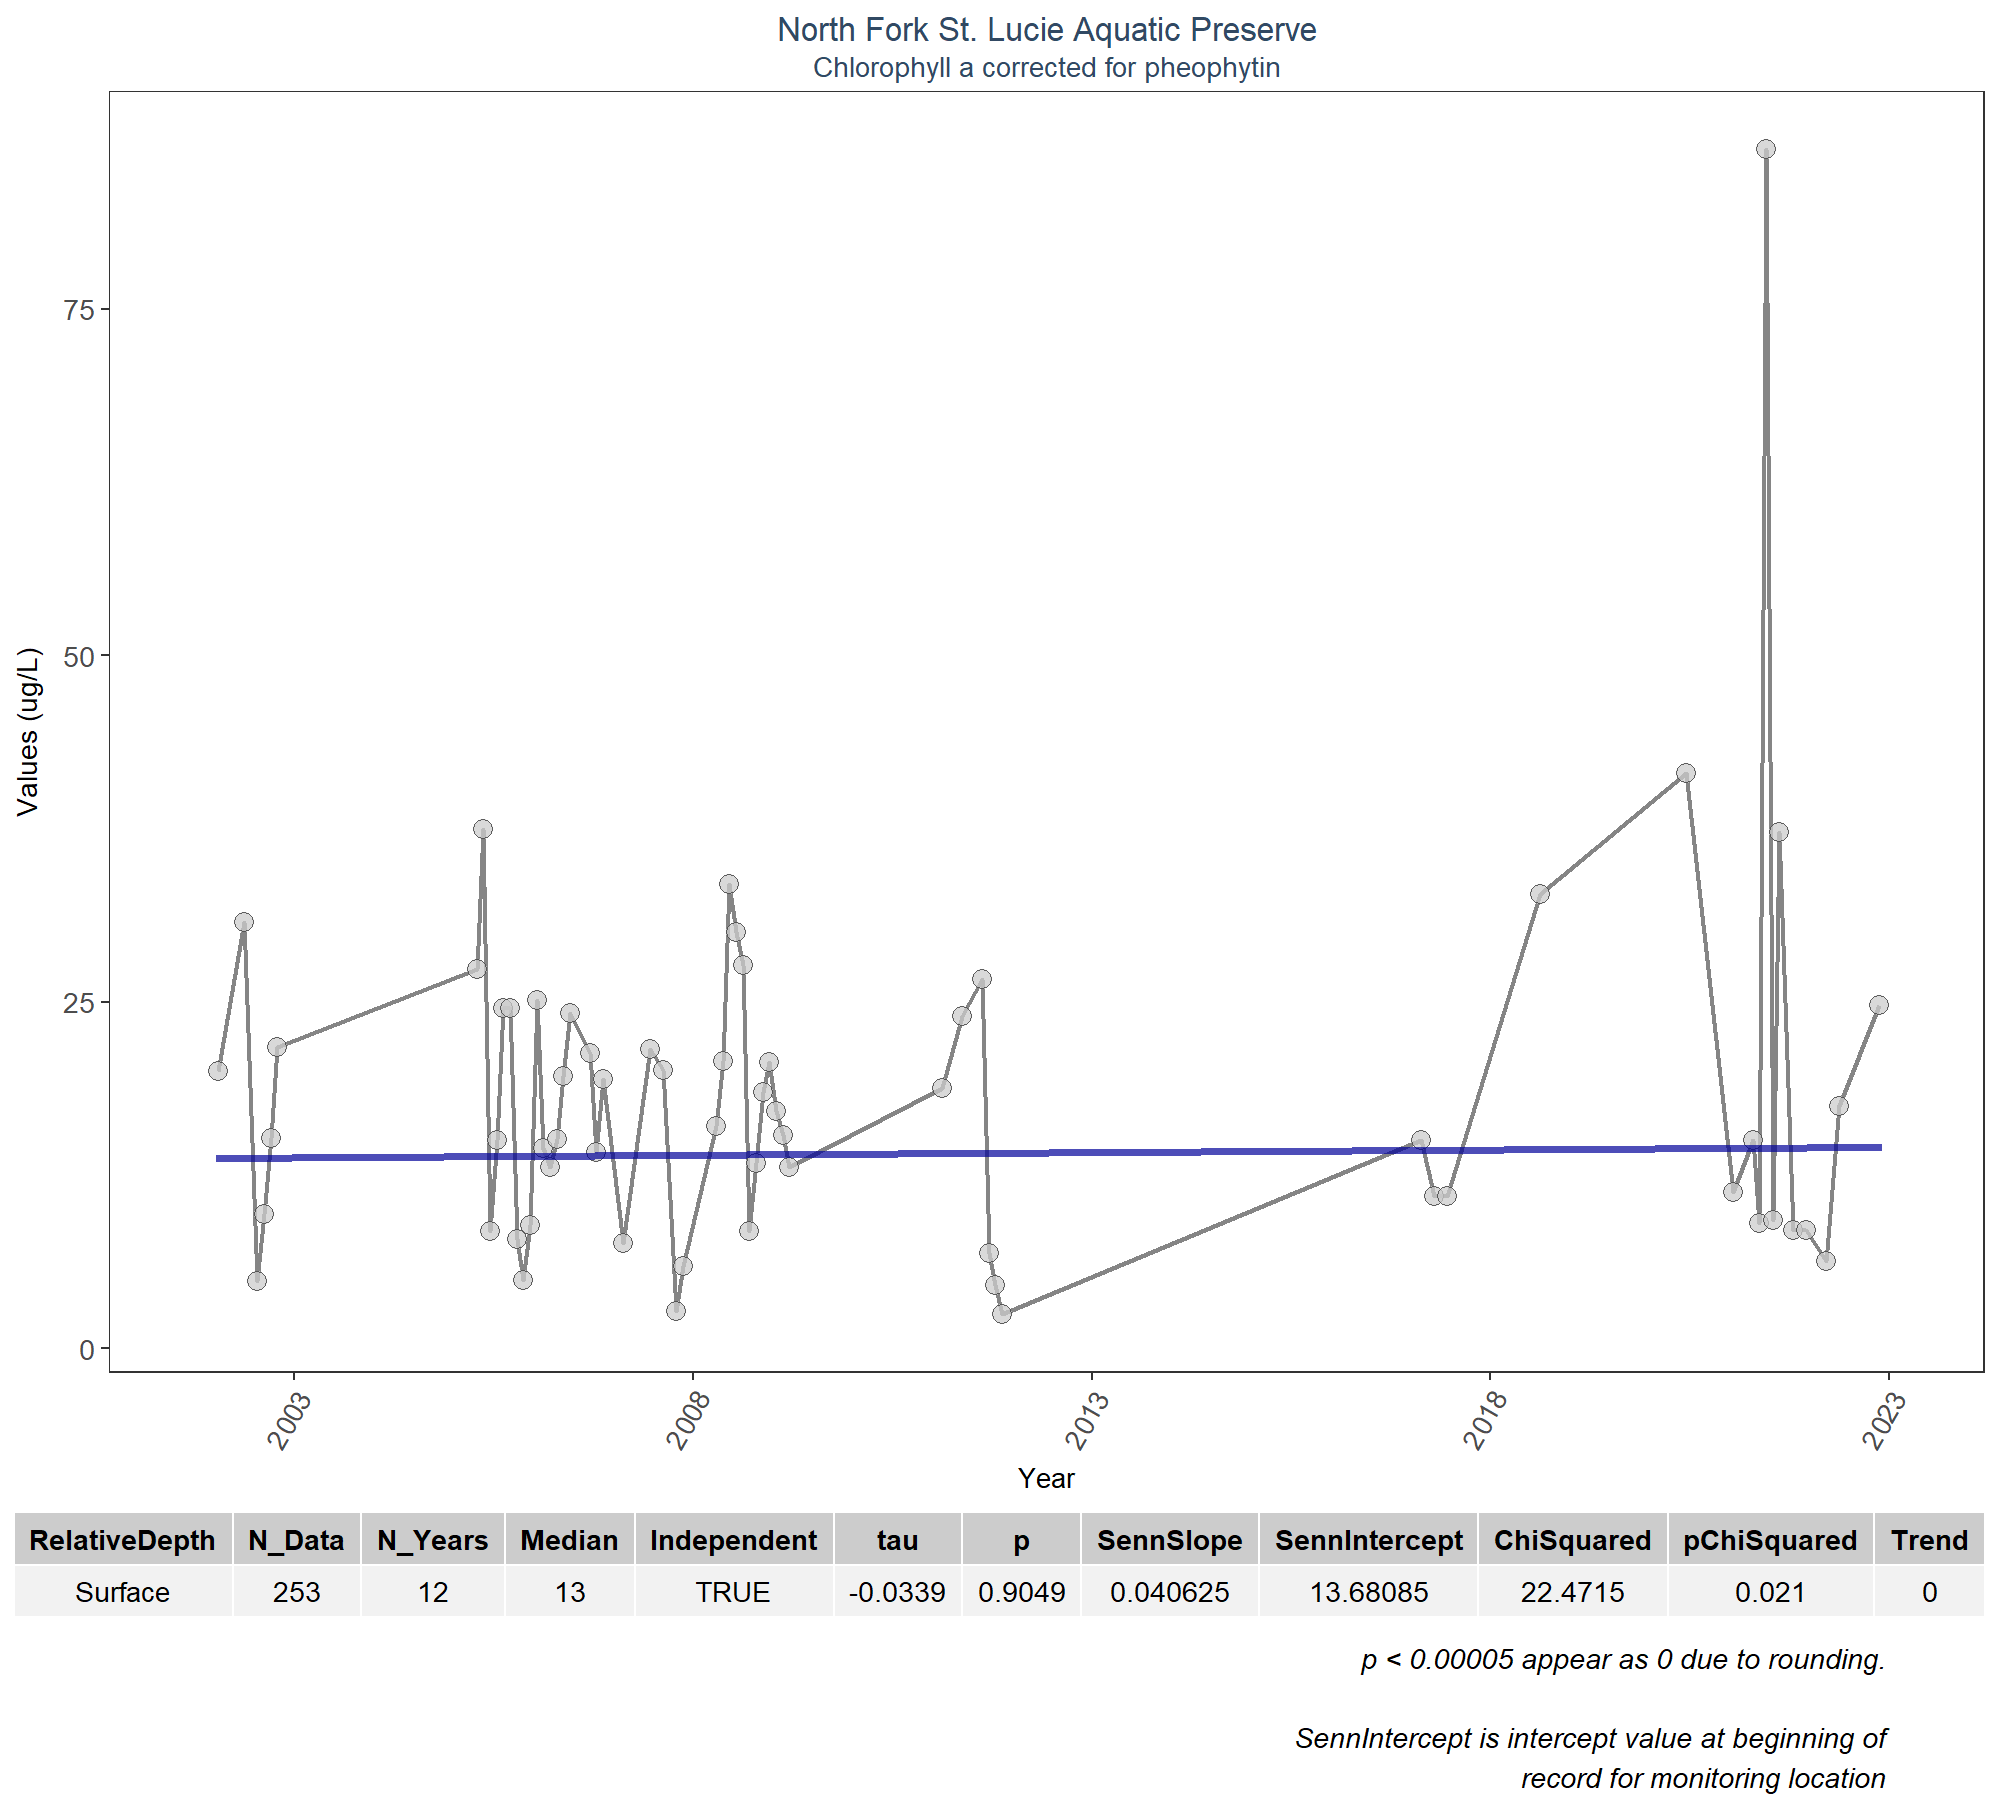 North Fork St. Lucie Aquatic Preserve
Chlorophyll a corrected for pheophytin
Values (ug/L)
75
50
25
0
2003 2008 2013 2018 2023
Year
RelativeDepth N_Data N_Years Median Independent tau p SennSlope SennIntercept ChiSquared pChiSquared Trend
Surface 253 12 13 TRUE -0.0339 0.9049 0.040625 13.68085 22.4715 0.021 0
p < 0.00005 appear as 0 due to rounding.
SennIntercept is intercept value at beginning of
record for monitoring location